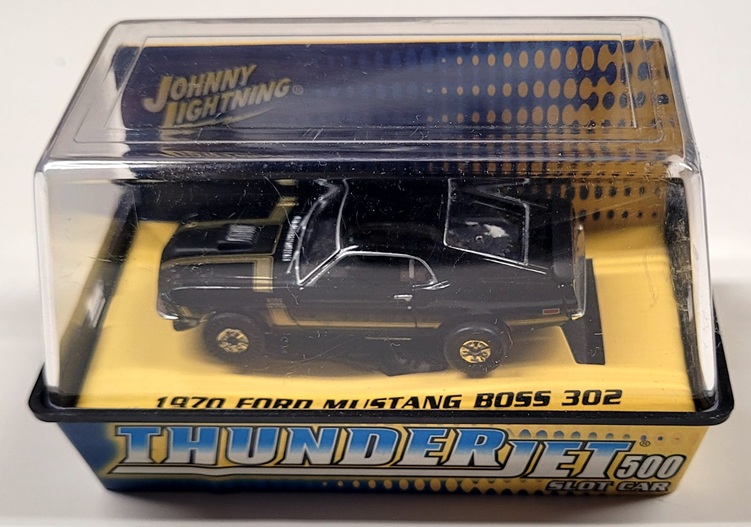 JOHNNY
LIGHTNING®
1970 FORD MUSTANG BOSS 302
THUNDERJET 500
SLOT CAR